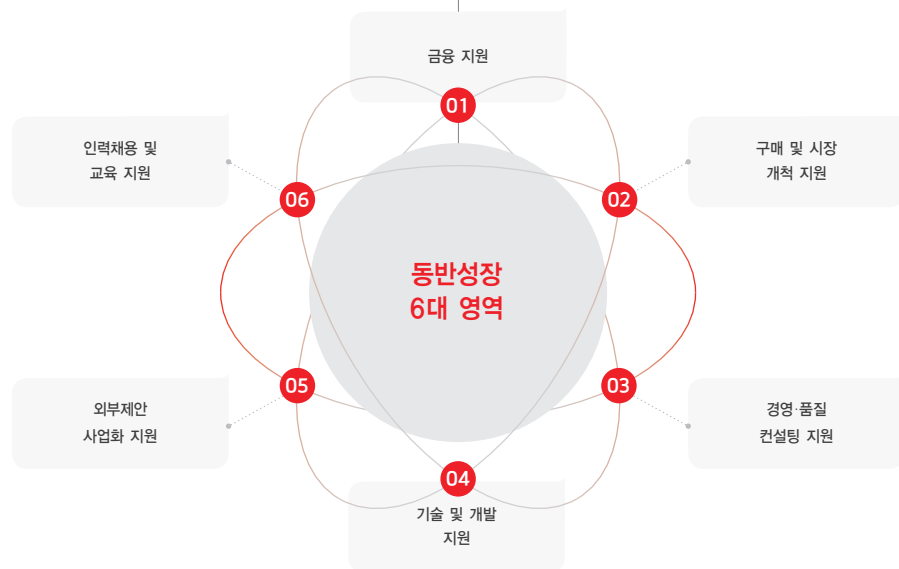 금융 지원
01
인력채용 및
교육 지원
06
구매 및 시장
개척 지원
02
동반성장
6대 영역
외부제안
사업화 지원
05
경영·품질
컨설팅 지원
03
04
기술 및 개발
지원